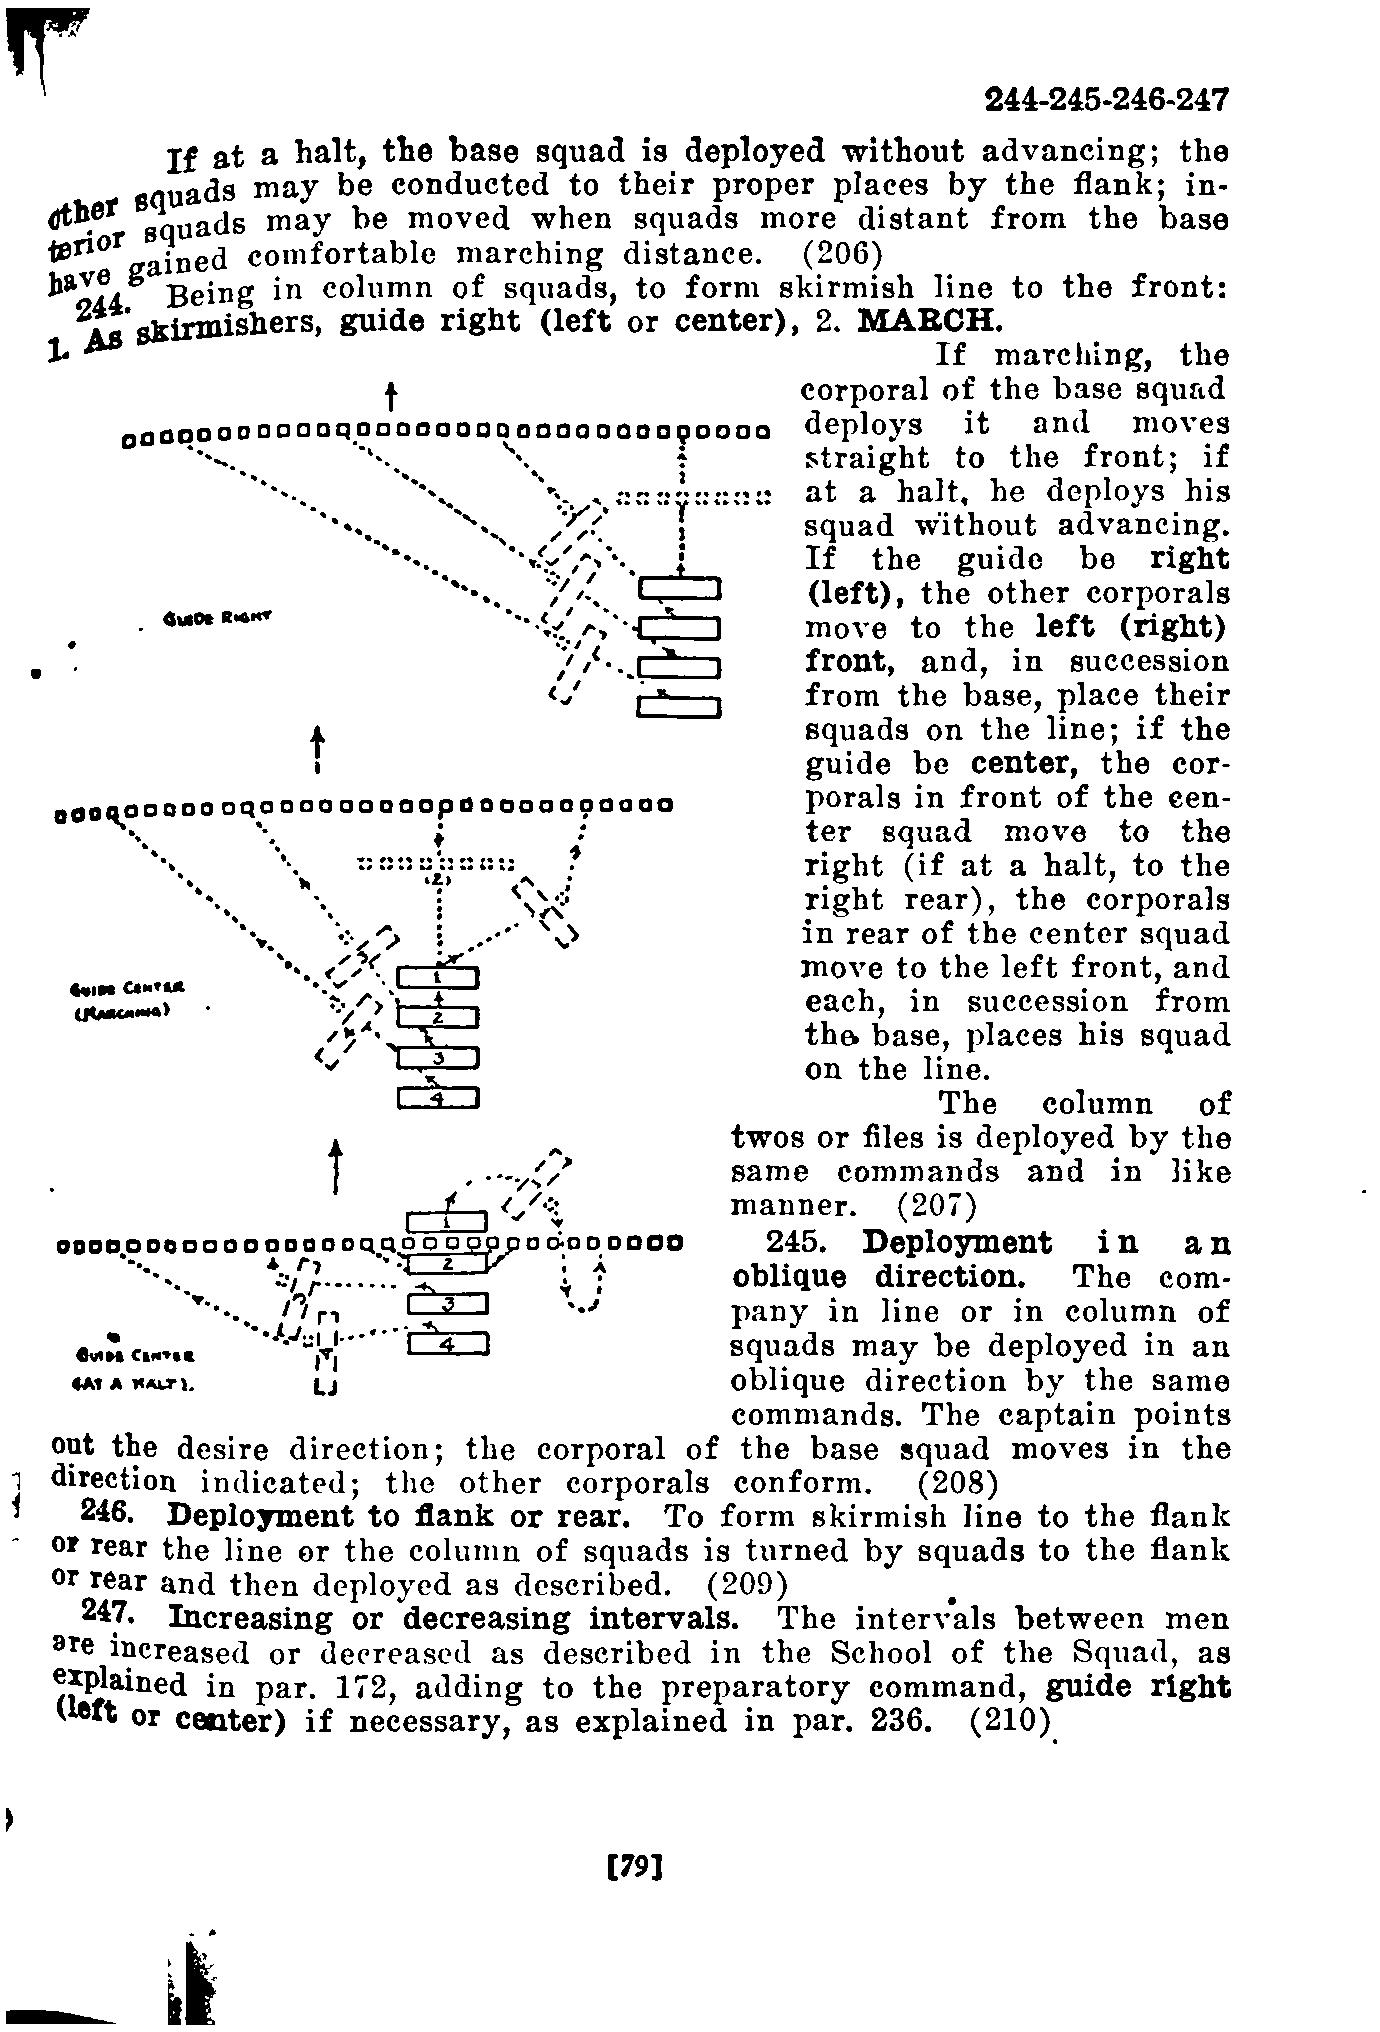 244-245-246-247
If at a halt, the base squad is deployed without advancing; the
other squads may be conducted to their proper places by the flank; in-
terior squads may be moved when squads more distant from the base
have gained comfortable marching distance. (206)
244. Being in column of squads, to form skirmish line to the front:
1. As skirmishers, guide right (left or center), 2. MARCH.
If marching, the
corporal of the base squad
deploys it and moves
straight to the front; if
at a halt, he deploys his
squad without advancing.
If the guide be right
(left), the other corporals
move to the left (right)
front, and, in succession
from the base, place their
squads on the line; if the
guide be center, the cor-
porals in front of the cen-
ter squad move to the
right (if at a halt, to the
right rear), the corporals
in rear of the center squad
move to the left front, and
each, in succession from
the base, places his squad
on the line.
GUIDE RIGHT
(2)
1
2
3
4
GUIDE CENTER
(MARCHING)
1
2
3
4
GUIDE CENTER
(AT A HALT).
The column of
twos or files is deployed by the
same commands and in like
manner. (207)
245. Deployment in an
oblique direction. The com-
pany in line or in column of
squads may be deployed in an
oblique direction by the same
commands. The captain points
out the desire direction; the corporal of the base squad moves in the
direction indicated; the other corporals conform. (208)
246. Deployment to flank or rear. To form skirmish line to the flank
or rear the line or the column of squads is turned by squads to the flank
or rear and then deployed as described. (209)
247. Increasing or decreasing intervals. The intervals between men
are increased or decreased as described in the School of the Squad, as
explained in par. 172, adding to the preparatory command, guide right
(left or center) if necessary, as explained in par. 236. (210)
[79]